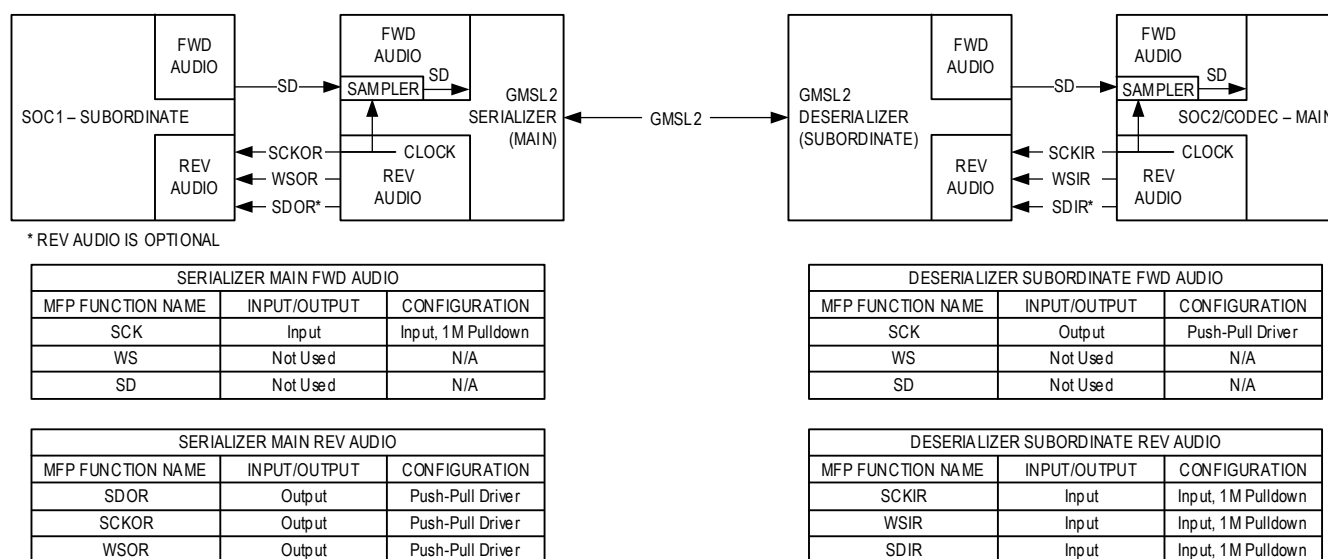 FWD
AUDIO
SD
SOC1 – SUBORDINATE
SCKOR
WSOR
SDOR*
REV
AUDIO
FWD
AUDIO
SAMPLER
SD
CLOCK
REV
AUDIO
GMSL2
SERIALIZER
(MAIN)
GMSL2
GMSL2
DESERIALIZER
(SUBORDINATE)
FWD
AUDIO
REV
AUDIO
SD
SCKIR
WSIR
SDIR*
FWD
AUDIO
SAMPLER
SD
CLOCK
REV
AUDIO
SOC2/CODEC – MAIN
* REV AUDIO IS OPTIONAL
SERIALIZER MAIN FWD AUDIO
MFP FUNCTION NAME INPUT/OUTPUT CONFIGURATION
SCK Input Input, 1M Pulldown
WS Not Used N/A
SD Not Used N/A
DESERIALIZER SUBORDINATE FWD AUDIO
MFP FUNCTION NAME INPUT/OUTPUT CONFIGURATION
SCK Output Push-Pull Driver
WS Not Used N/A
SD Not Used N/A
SERIALIZER MAIN REV AUDIO
MFP FUNCTION NAME INPUT/OUTPUT CONFIGURATION
SDOR Output Push-Pull Driver
SCKOR Output Push-Pull Driver
WSOR Output Push-Pull Driver
DESERIALIZER SUBORDINATE REV AUDIO
MFP FUNCTION NAME INPUT/OUTPUT CONFIGURATION
SCKIR Input Input, 1M Pulldown
WSIR Input Input, 1M Pulldown
SDIR Input Input, 1M Pulldown